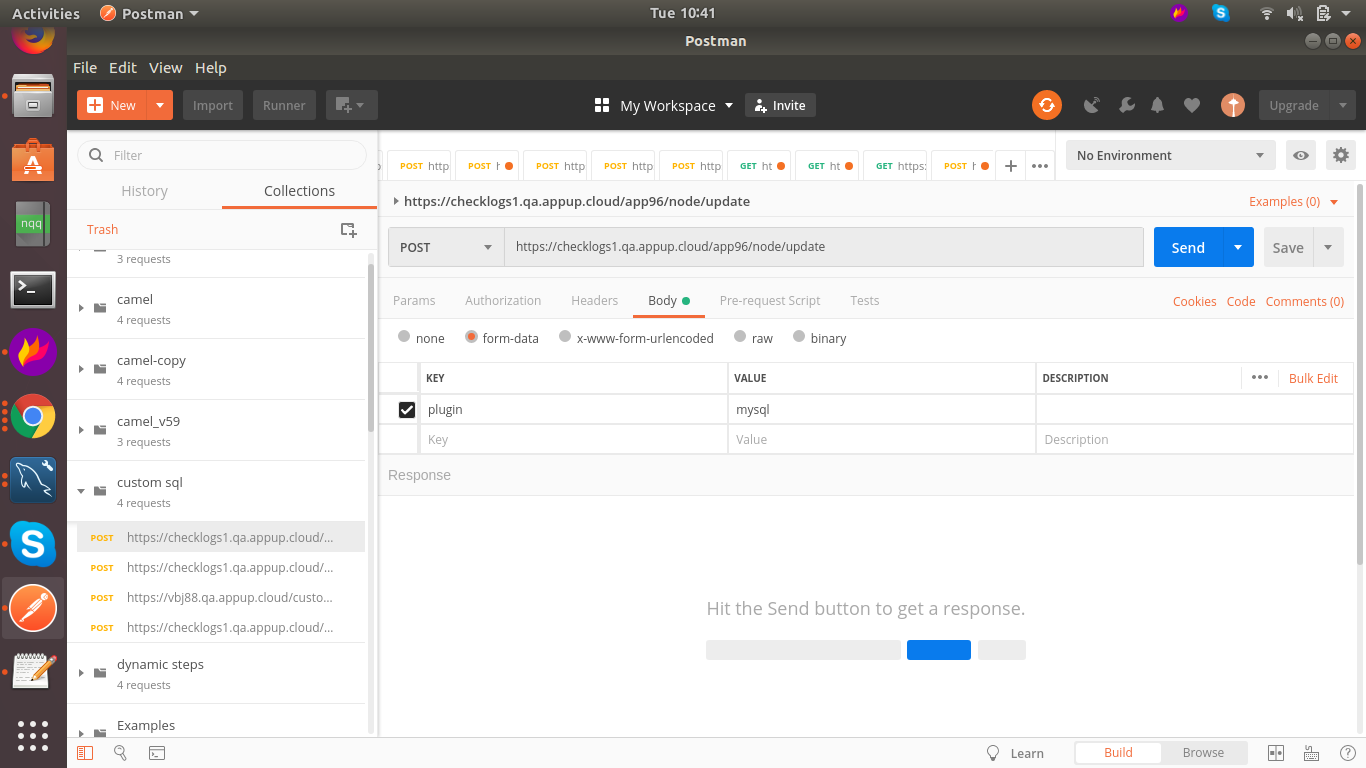 Activities Postman Tue 10:41
Postman
File Edit View Help
New Import Runner My Workspace Invite Upgrade
Filter
History Collections
Trash
3 requests
camel
4 requests
camel-copy
4 requests
camel_v59
3 requests
custom sql
4 requests
POST https://checklogs1.qa.appup.cloud/...
POST https://checklogs1.qa.appup.cloud/...
POST https://vbj88.qa.appup.cloud/custo...
POST https://checklogs1.qa.appup.cloud/...
dynamic steps
4 requests
Examples
nqq
POST http POST h POST http POST http POST http GET ht GET ht GET https: POST h
No Environment
https://checklogs1.qa.appup.cloud/app96/node/update Examples (0)
POST https://checklogs1.qa.appup.cloud/app96/node/update Send Save
Params Authorization Headers Body Pre-request Script Tests Cookies Code Comments (0)
none form-data x-www-form-urlencoded raw binary
KEY VALUE DESCRIPTION Bulk Edit
plugin mysql
Key Value Description
Response
Hit the Send button to get a response.
Learn Build Browse